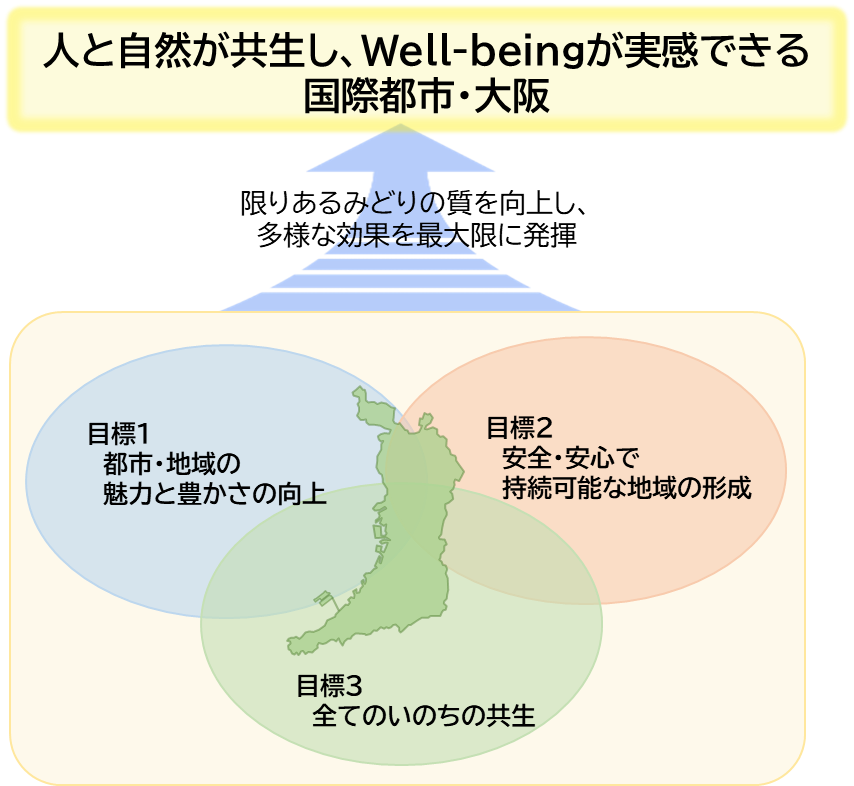 人と自然が共生し、Well-beingが実感できる
国際都市・大阪
限りあるみどりの質を向上し、
多様な効果を最大限に発揮
目標1
都市・地域の
魅力と豊かさの向上
目標2
安全・安心で
持続可能な地域の形成
目標3
全てのいのちの共生